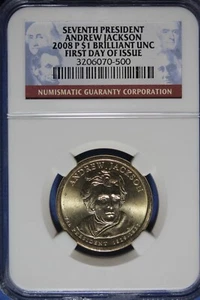 SEVENTH PRESIDENT
ANDREW JACKSON
2008 P $1 BRILLIANT UNC
FIRST DAY OF ISSUE
3206070-500
NUMISMATIC GUARANTY CORPORATION
ANDREW JACKSON